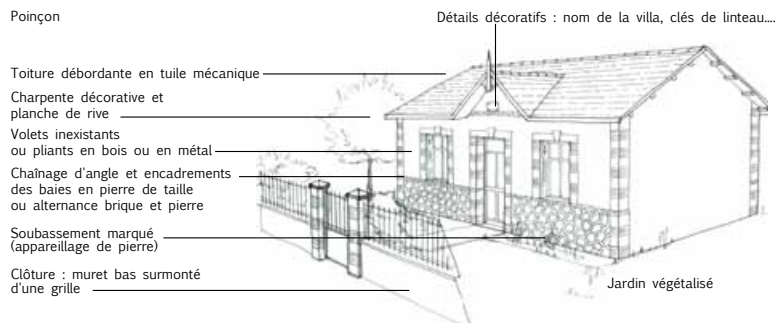 Poinçon
Détails décoratifs : nom de la villa, clés de linteau....
Toiture débordante en tuile mécanique
Charpente décorative et
planche de rive
Volets inexistants
ou pliants en bois ou en métal
Chaînage d'angle et encadrements
des baies en pierre de taille
ou alternance brique et pierre
Soubassement marqué
(appareillage de pierre)
Clôture : muret bas surmonté
d'une grille
Jardin végétalisé